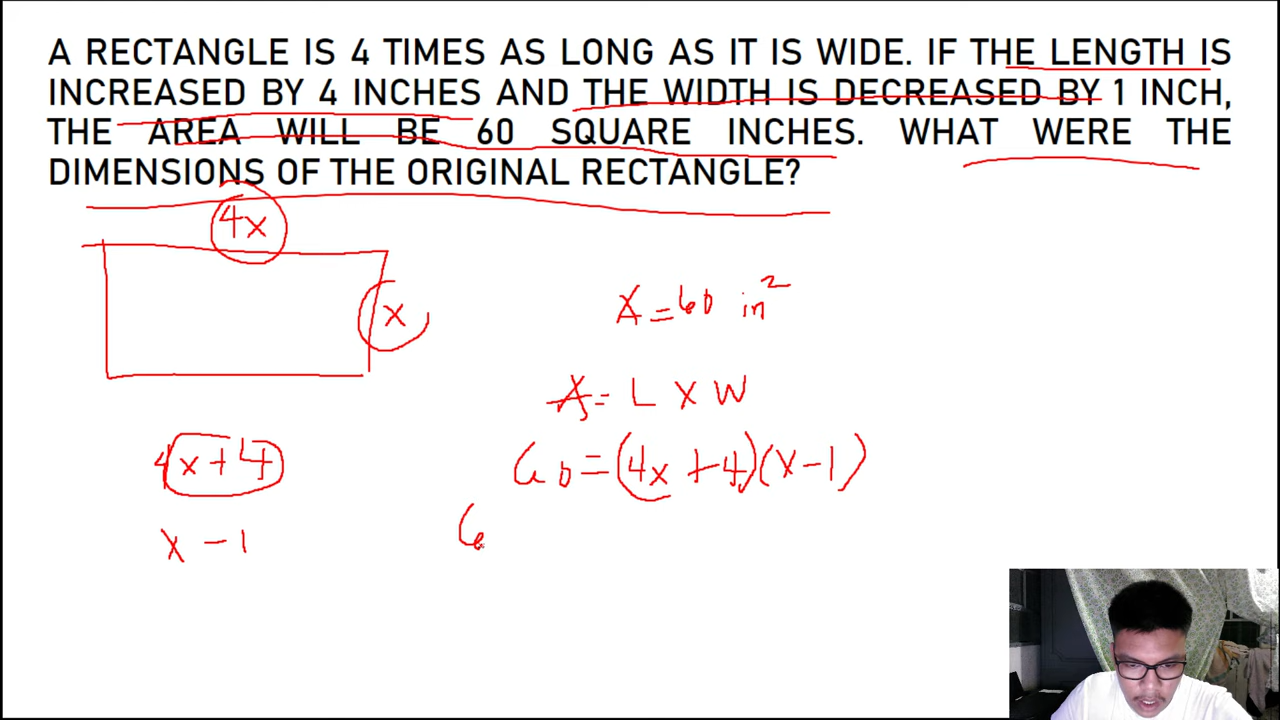 A RECTANGLE IS 4 TIMES AS LONG AS IT IS WIDE. IF THE LENGTH IS
INCREASED BY 4 INCHES AND THE WIDTH IS DECREASED BY 1 INCH,
THE AREA WILL BE 60 SQUARE INCHES. WHAT WERE THE
DIMENSIONS OF THE ORIGINAL RECTANGLE?
4x
x
A = 60 in²
A = L x W
4x + 4
60 = (4x + 4)(x - 1)
x - 1
6